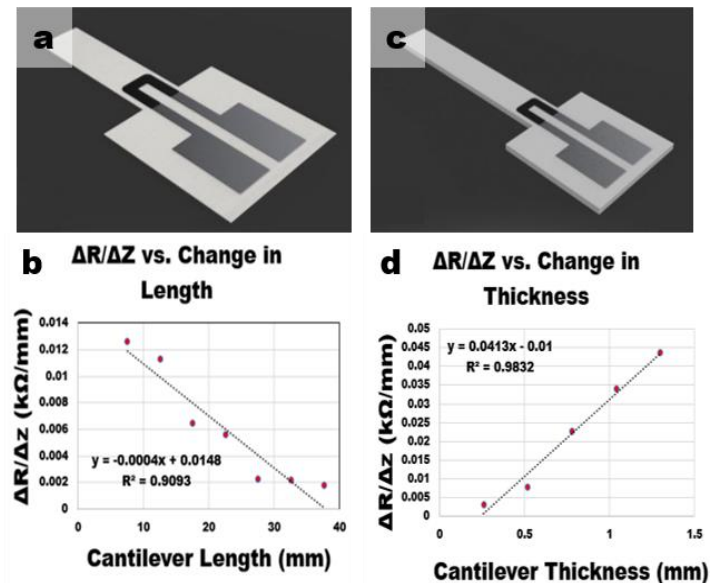 a
c
b
ΔR/ΔZ vs. Change in
Length
ΔR/Δz (kΩ/mm)
0.014
0.012
0.01
0.008
0.006
0.004
0.002
0
y = -0.0004x + 0.0148
R² = 0.9093
0 10 20 30 40
Cantilever Length (mm)
d
ΔR/ΔZ vs. Change in
Thickness
ΔR/Δz (kΩ/mm)
0.05
0.045
0.04
0.035
0.03
0.025
0.02
0.015
0.01
0.005
0
y = 0.0413x - 0.01
R² = 0.9832
0 0.5 1 1.5
Cantilever Thickness (mm)